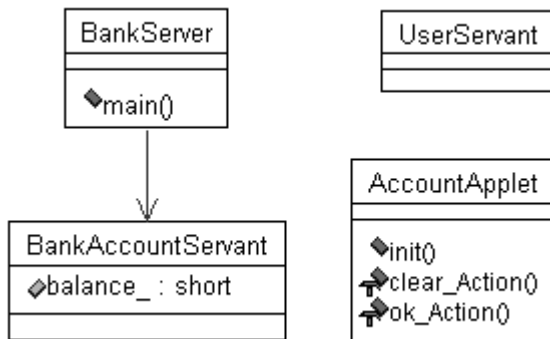 BankServer
main()
BankAccountServant
balance_ : short
UserServant
AccountApplet
init()
clear_Action()
ok_Action()